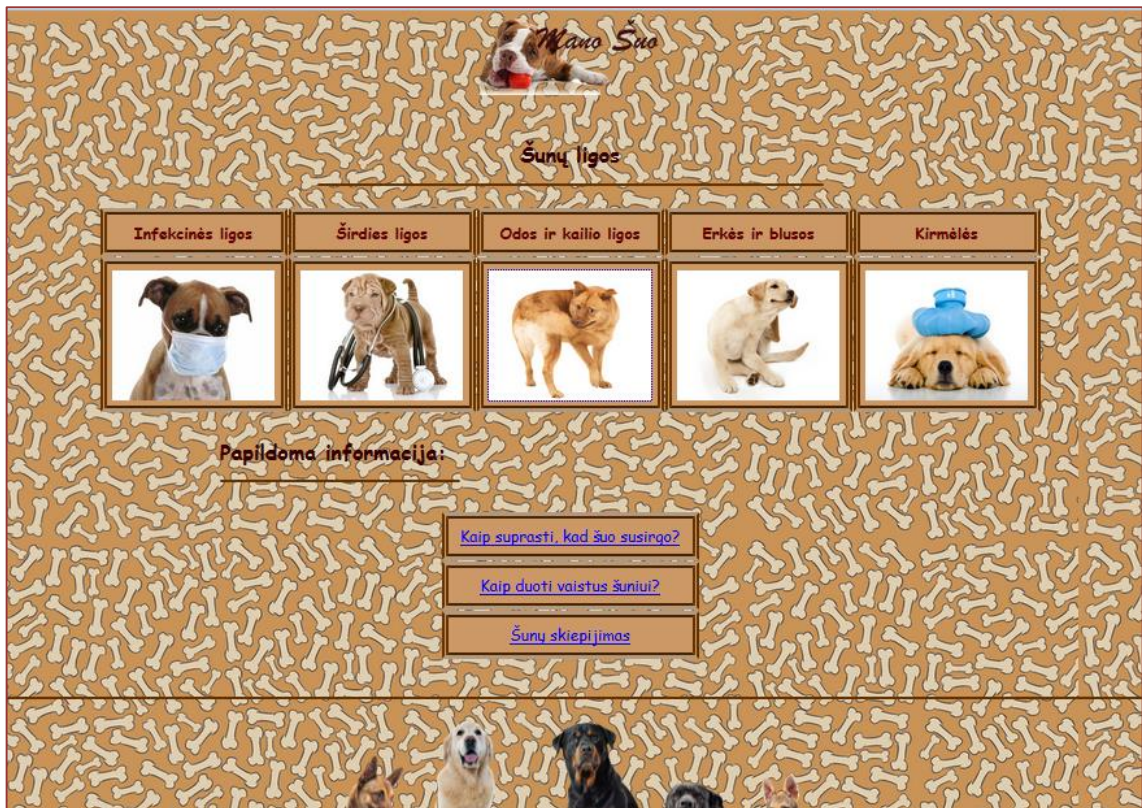 Mano Šuo
Šunų ligos
Infekcinės ligos
Širdies ligos
Odos ir kailio ligos
Erkės ir blusos
Kirmėlės
Papildoma informacija:
Kaip suprasti, kad šuo susirgo?
Kaip duoti vaistus šuniui?
Šunų skiepijimas